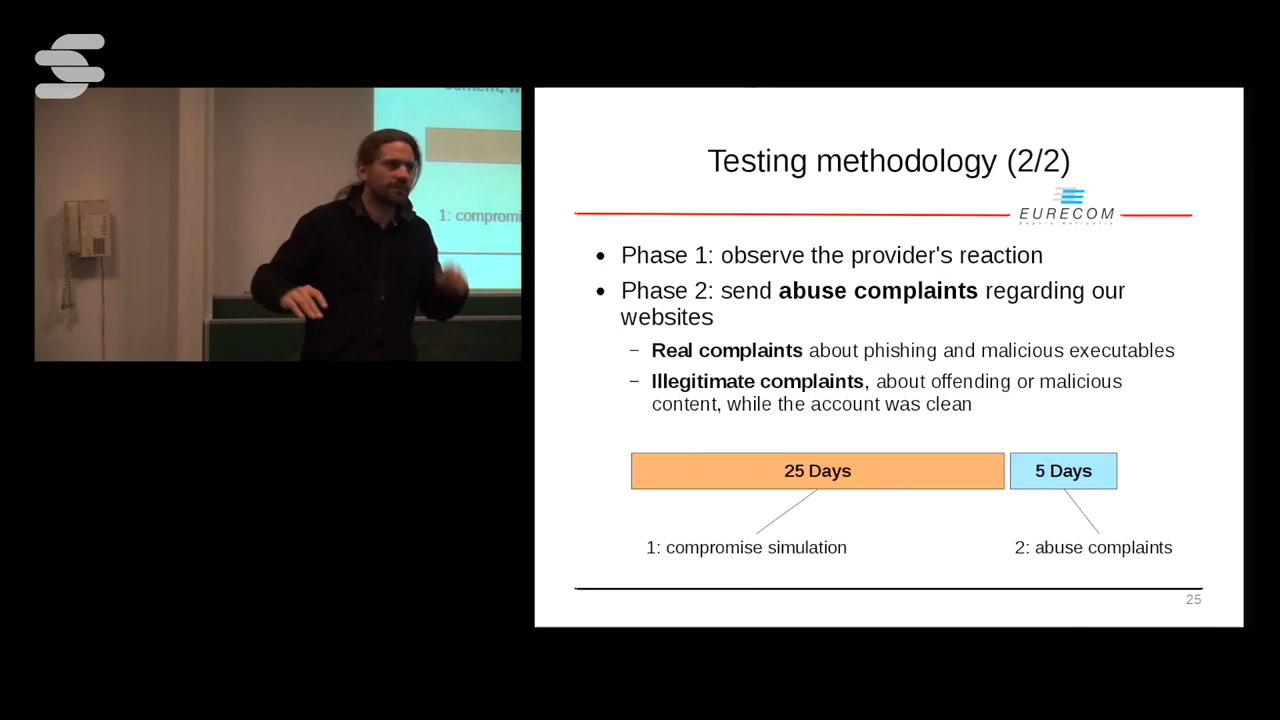 content, w
1: compromi
Testing methodology (2/2)
EURECOM
• Phase 1: observe the provider's reaction
• Phase 2: send abuse complaints regarding our
websites
– Real complaints about phishing and malicious executables
– Illegitimate complaints, about offending or malicious
content, while the account was clean
25 Days
5 Days
1: compromise simulation
2: abuse complaints
25